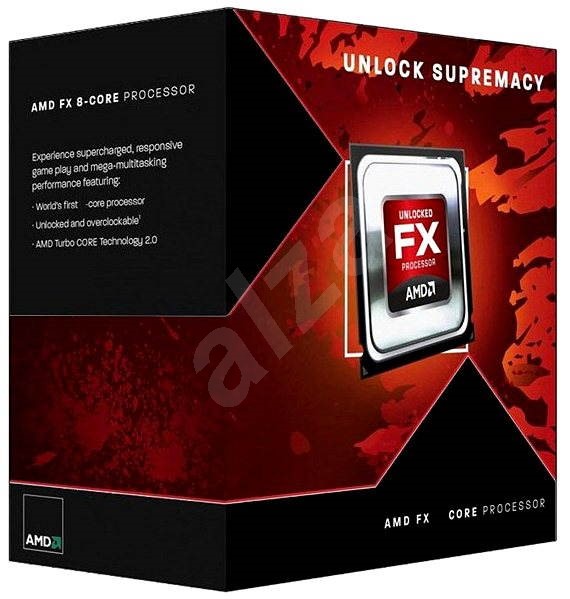 UNLOCK SUPREMACY
AMD FX 8-CORE PROCESSOR
Experience supercharged, responsive
game play and mega-multitasking
performance featuring:
- World's first -core processor
- Unlocked and overclockable¹
- AMD Turbo CORE Technology 2.0
UNLOCKED
FX
PROCESSOR
AMD
alza
AMD
AMD FX CORE PROCESSOR